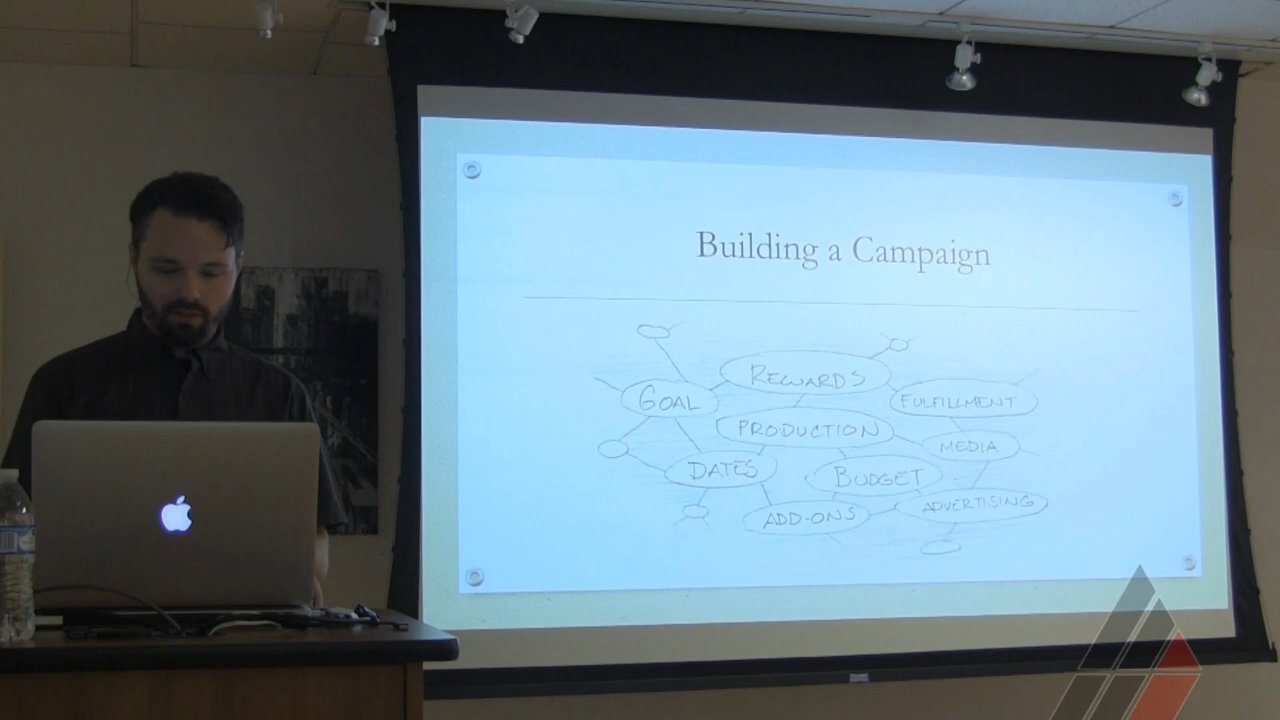 Building a Campaign
REWARDS
GOAL
FULFILLMENT
PRODUCTION
MEDIA
DATES
BUDGET
ADD-ONS
ADVERTISING